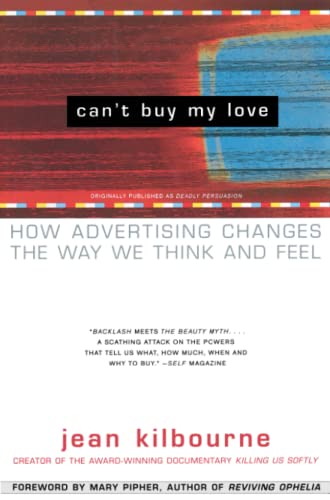 can't buy my love
ORIGINALLY PUBLISHED AS DEADLY PERSUASION
HOW ADVERTISING CHANGES
THE WAY WE THINK AND FEEL
"BACKLASH MEETS THE BEAUTY MYTH. . . .
A SCATHING ATTACK ON THE POWERS
THAT TELL US WHAT, HOW MUCH, WHEN AND
WHY TO BUY." –SELF MAGAZINE
jean kilbourne
CREATOR OF THE AWARD-WINNING DOCUMENTARY KILLING US SOFTLY
FOREWORD BY MARY PIPHER, AUTHOR OF REVIVING OPHELIA